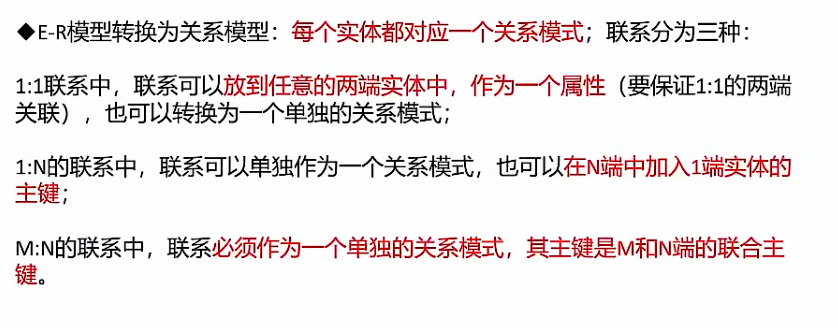 ◆E-R模型转换为关系模型：每个实体都对应一个关系模式；联系分为三种：
1:1联系中，联系可以放到任意的两端实体中，作为一个属性（要保证1:1的两端
关联），也可以转换为一个单独的关系模式；
1:N的联系中，联系可以单独作为一个关系模式，也可以在N端中加入1端实体的
主键；
M:N的联系中，联系必须作为一个单独的关系模式，其主键是M和N端的联合主
键。